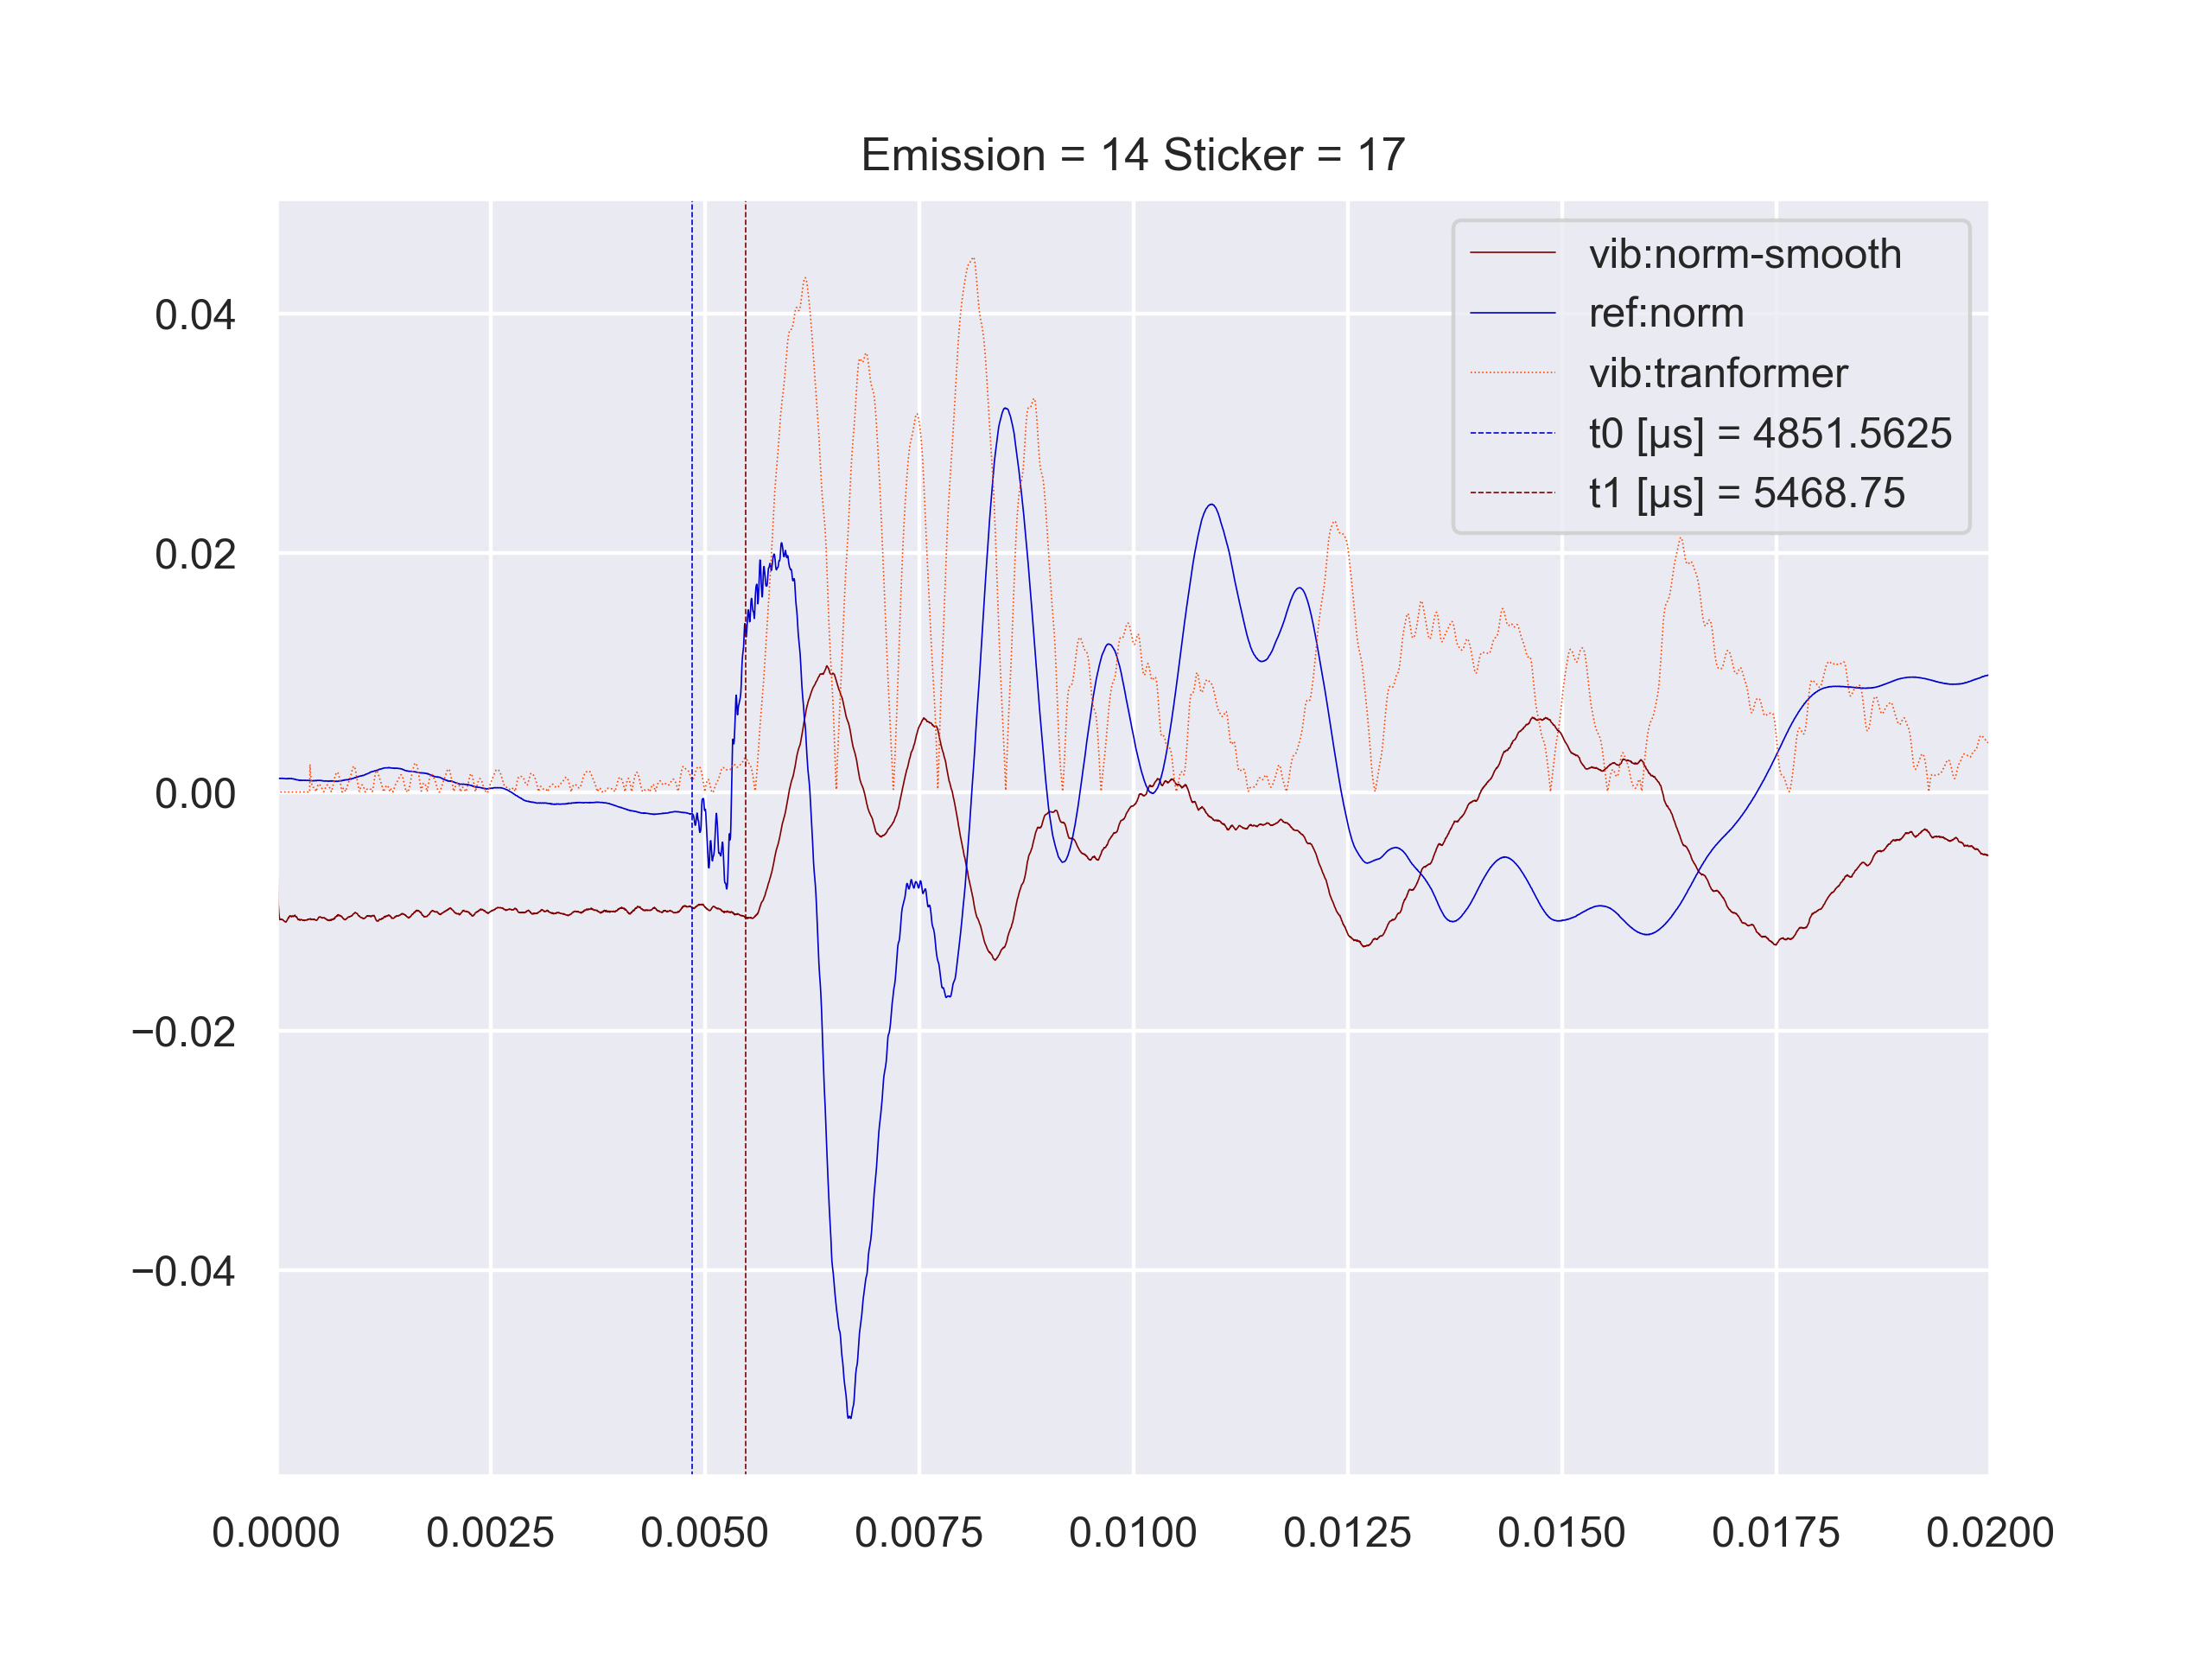 Emission = 14 Sticker = 17
vib:norm-smooth
ref:norm
vib:tranformer
t0 [µs] = 4851.5625
t1 [µs] = 5468.75
0.04
0.02
0.00
−0.02
−0.04
0.0000 0.0025 0.0050 0.0075 0.0100 0.0125 0.0150 0.0175 0.0200